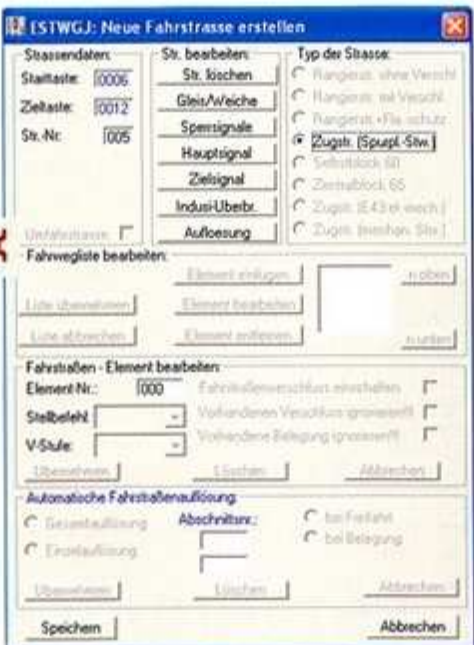 ESTWGJ: Neue Fahrstrasse erstellen
Strassendaten:
Starttaste: 0006
Zieltaste: 0012
Str.-Nr. 005
Umfahrstrasse
Str. bearbeiten:
Str. löschen
Gleis/Weiche
Sperrsignale
Hauptsignal
Zielsignal
Indusi-Überbr.
Aufloesung
Typ der Strasse:
Rangierstr. ohne Verschl.
Rangierstr. mit Verschl.
Rangierstr.+Fla.-schutz.
Zugstr. (Spurpl.-Stw.)
Selbstblock 60
Zentralblock 65
Zugstr. (E43/el-mech.)
Zugstr. (mechan. Stw.)
Fahrwegliste bearbeiten:
Element einfügen
n oben
Liste übernehmen
Element bearbeiten
Liste abbrechen
Element entfernen
n unten
Fahrstraßen - Element bearbeiten:
Element-Nr.: 000
Fahrstraßenverschluss einschalten
Stellbefehl
Vorhandenen Verschluss ignorieren!!!
V-Stufe:
Vorhandene Belegung ignorieren!!!
Übernehmen
Löschen
Abbrechen
Automatische Fahrstraßenauflösung:
Gesamtauflösung
Abschnittsnr.:
bei Freifahrt
Einzelauflösung
bei Belegung
Übernehmen
Löschen
Abbrechen
Speichern
Abbrechen